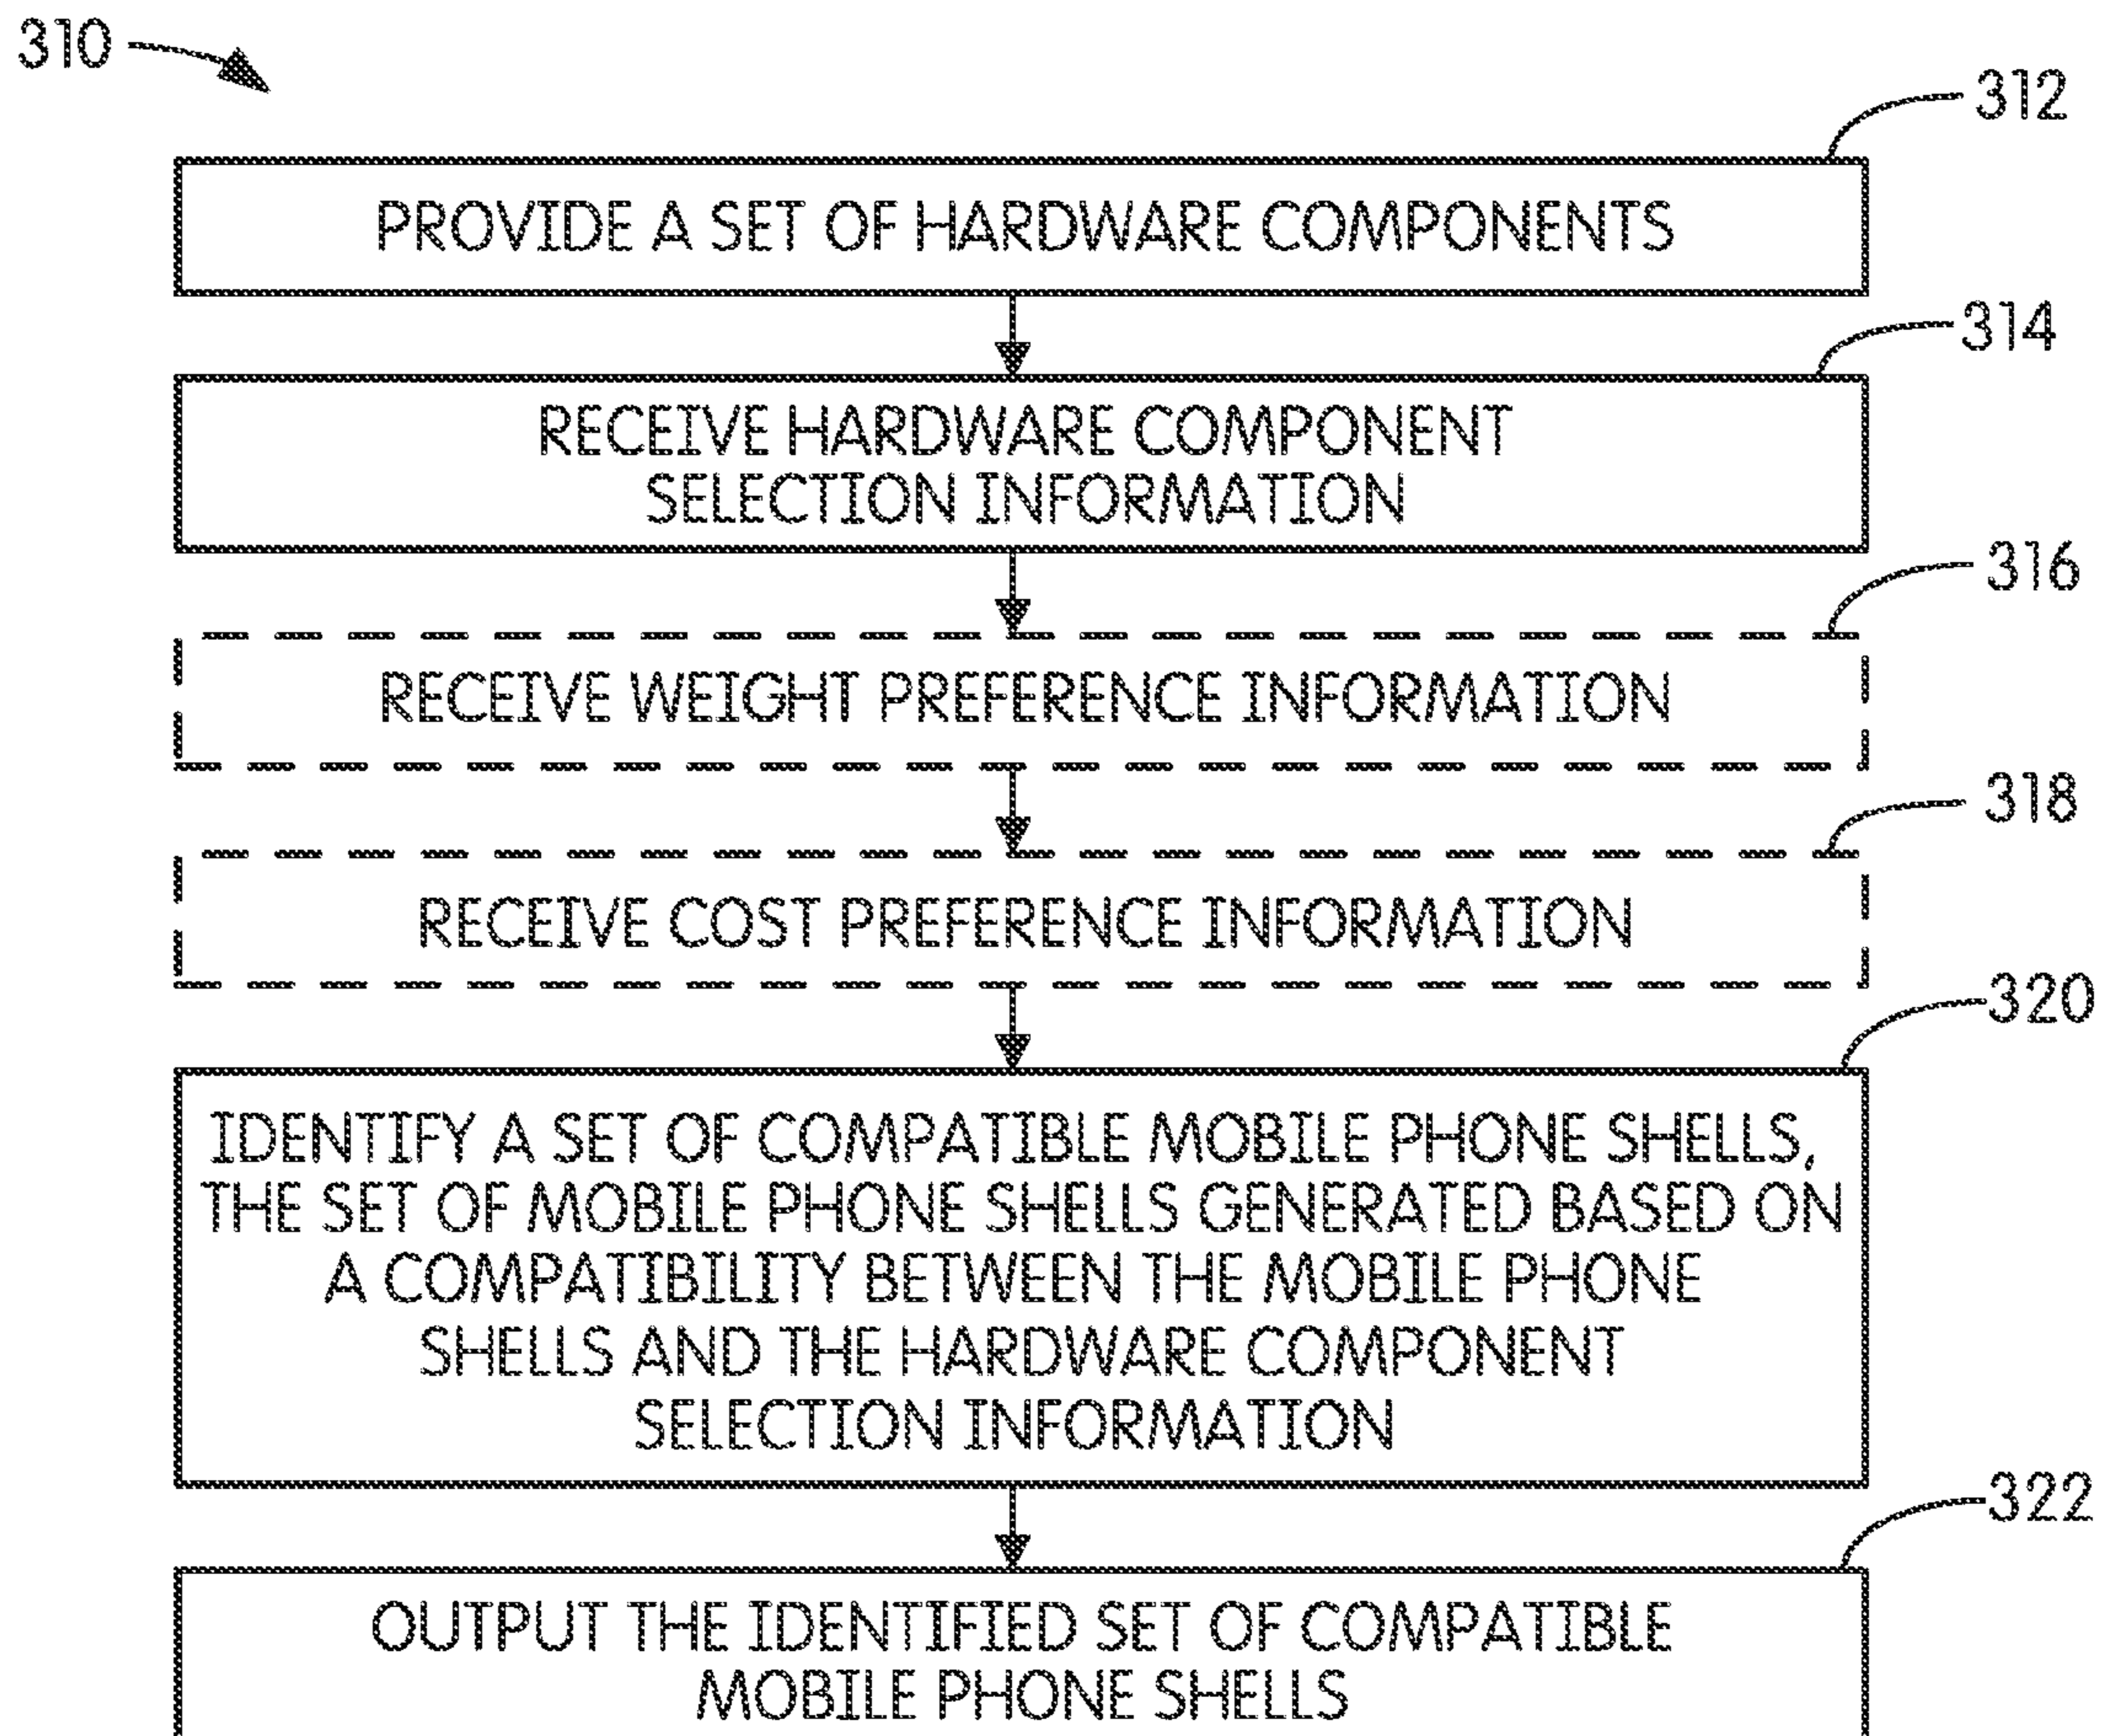 310
312
PROVIDE A SET OF HARDWARE COMPONENTS
314
RECEIVE HARDWARE COMPONENT
SELECTION INFORMATION
316
RECEIVE WEIGHT PREFERENCE INFORMATION
318
RECEIVE COST PREFERENCE INFORMATION
320
IDENTIFY A SET OF COMPATIBLE MOBILE PHONE SHELLS,
THE SET OF MOBILE PHONE SHELLS GENERATED BASED ON
A COMPATIBILITY BETWEEN THE MOBILE PHONE
SHELLS AND THE HARDWARE COMPONENT
SELECTION INFORMATION
322
OUTPUT THE IDENTIFIED SET OF COMPATIBLE
MOBILE PHONE SHELLS